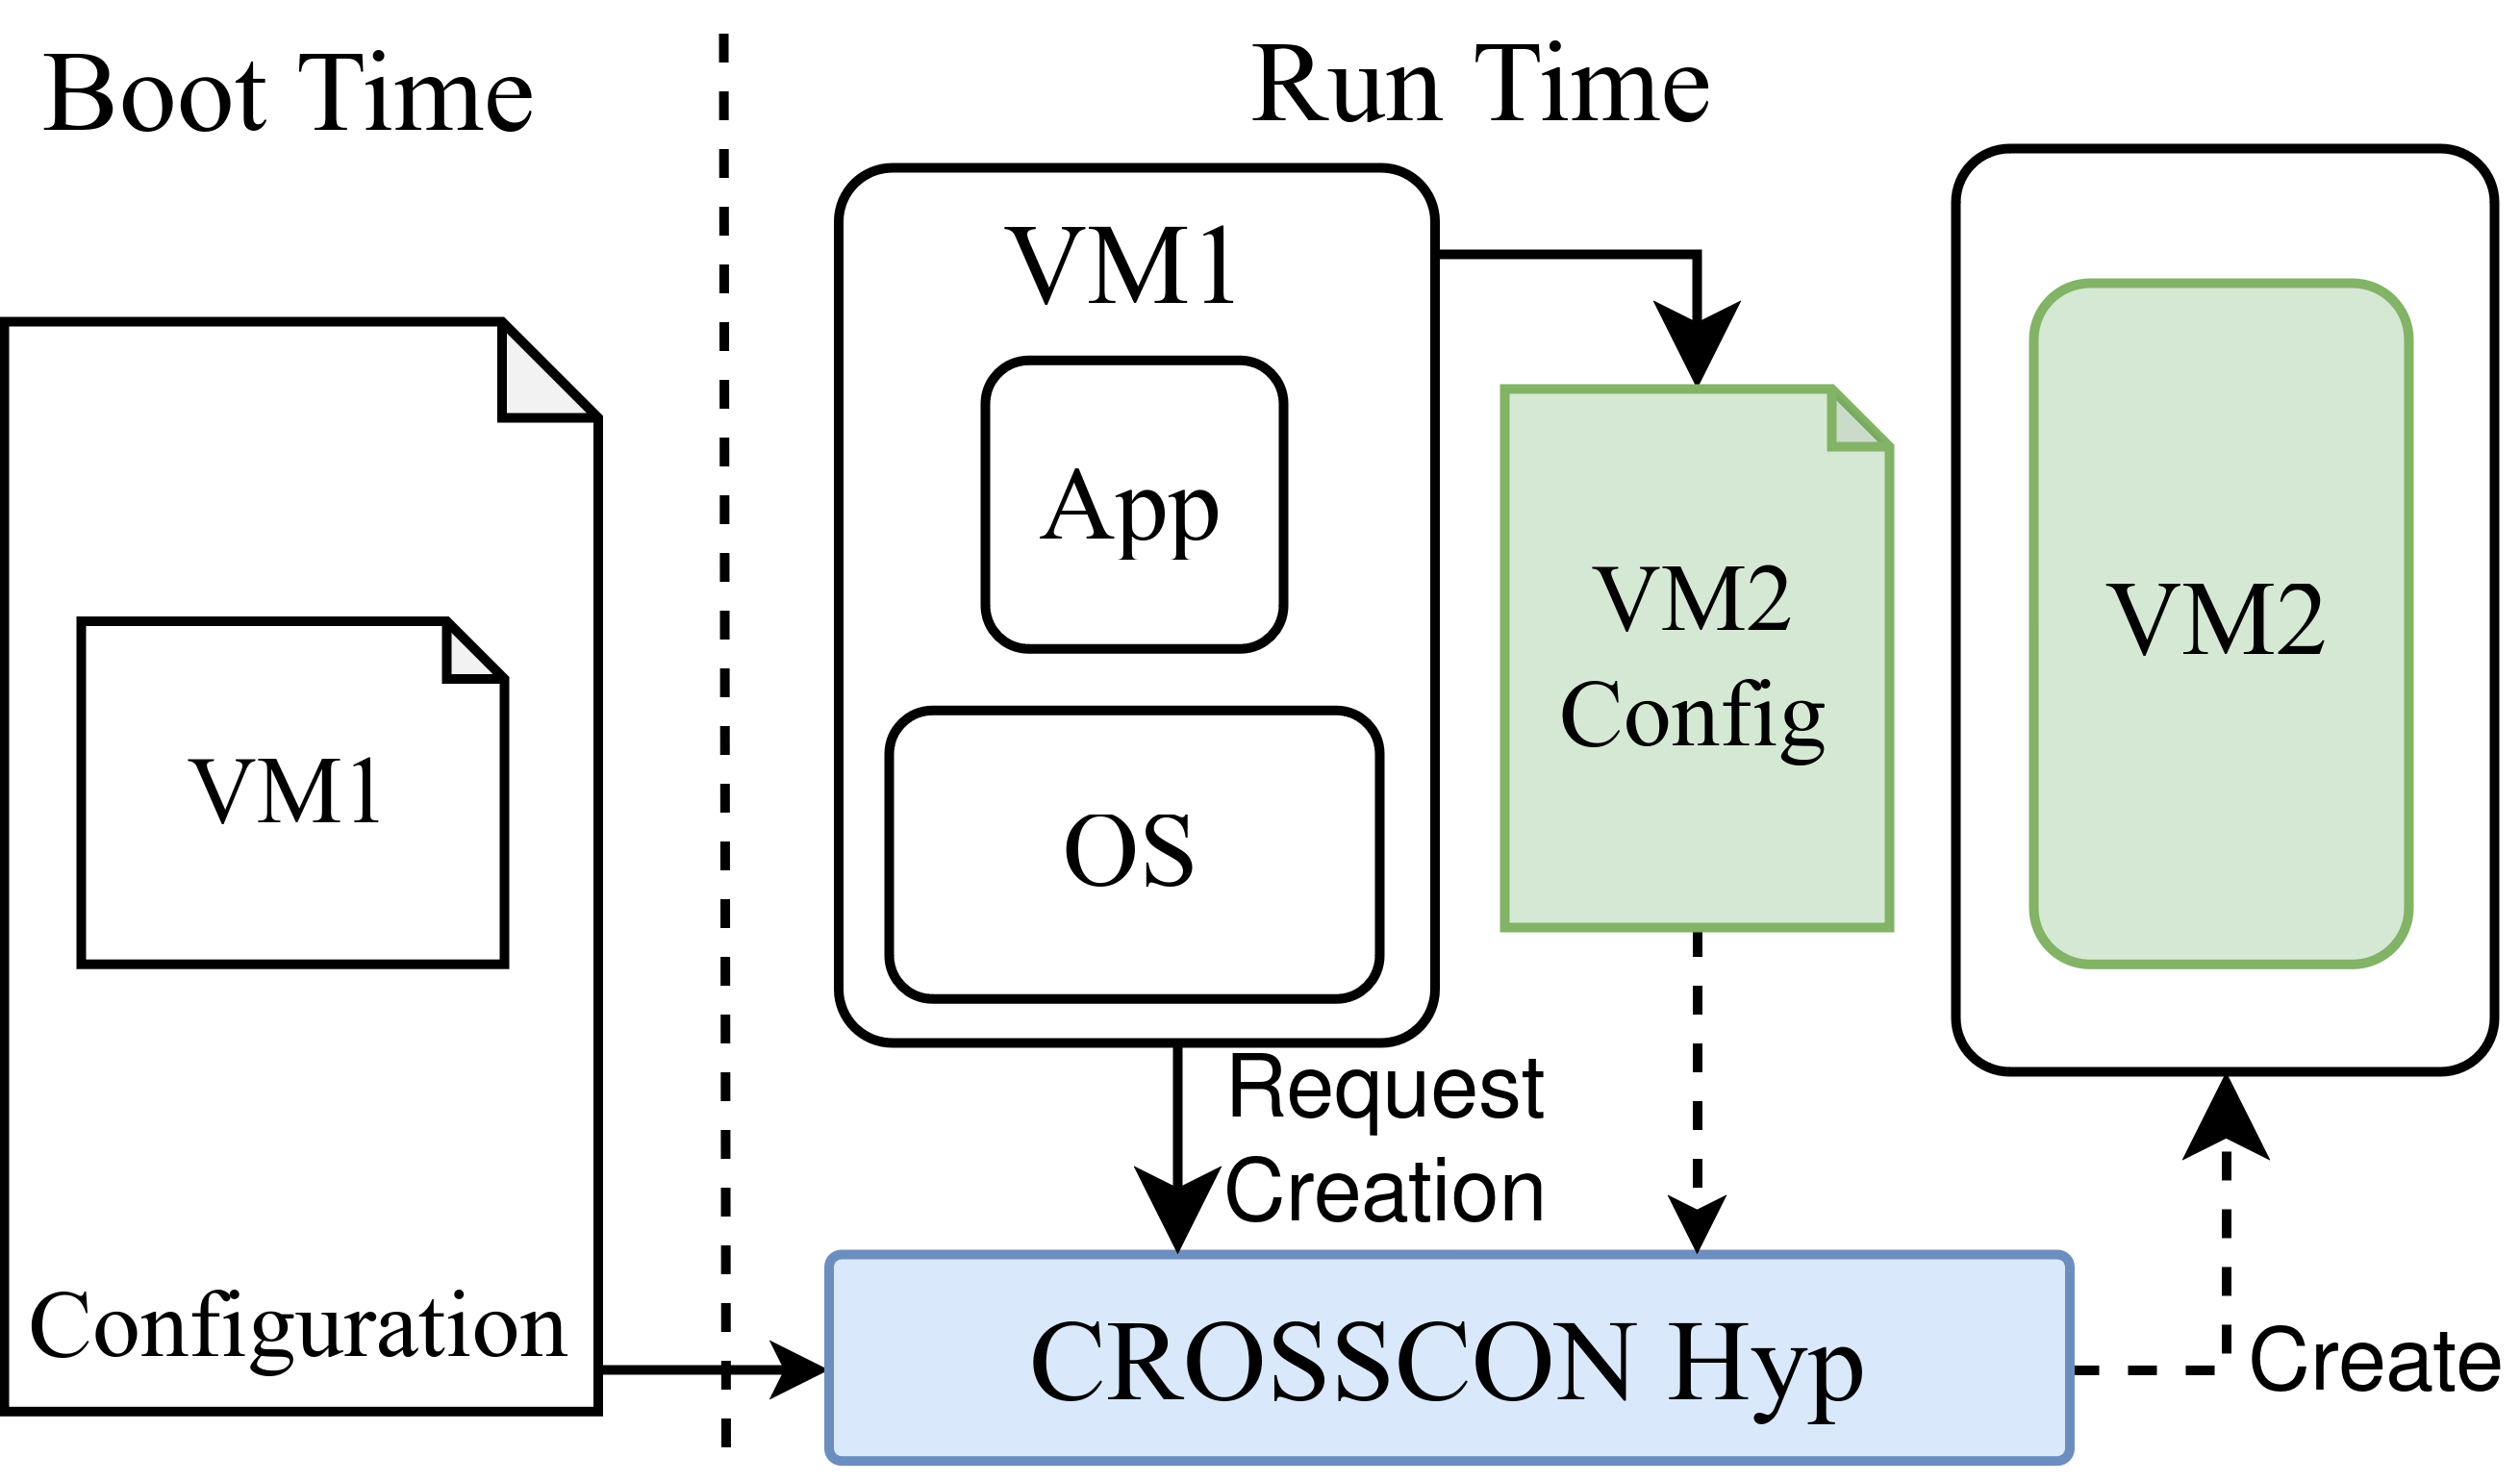 Boot Time
Run Time
VM1
Configuration
VM1
App
OS
VM2
Config
VM2
Request
Creation
CROSSCON Hyp
Create